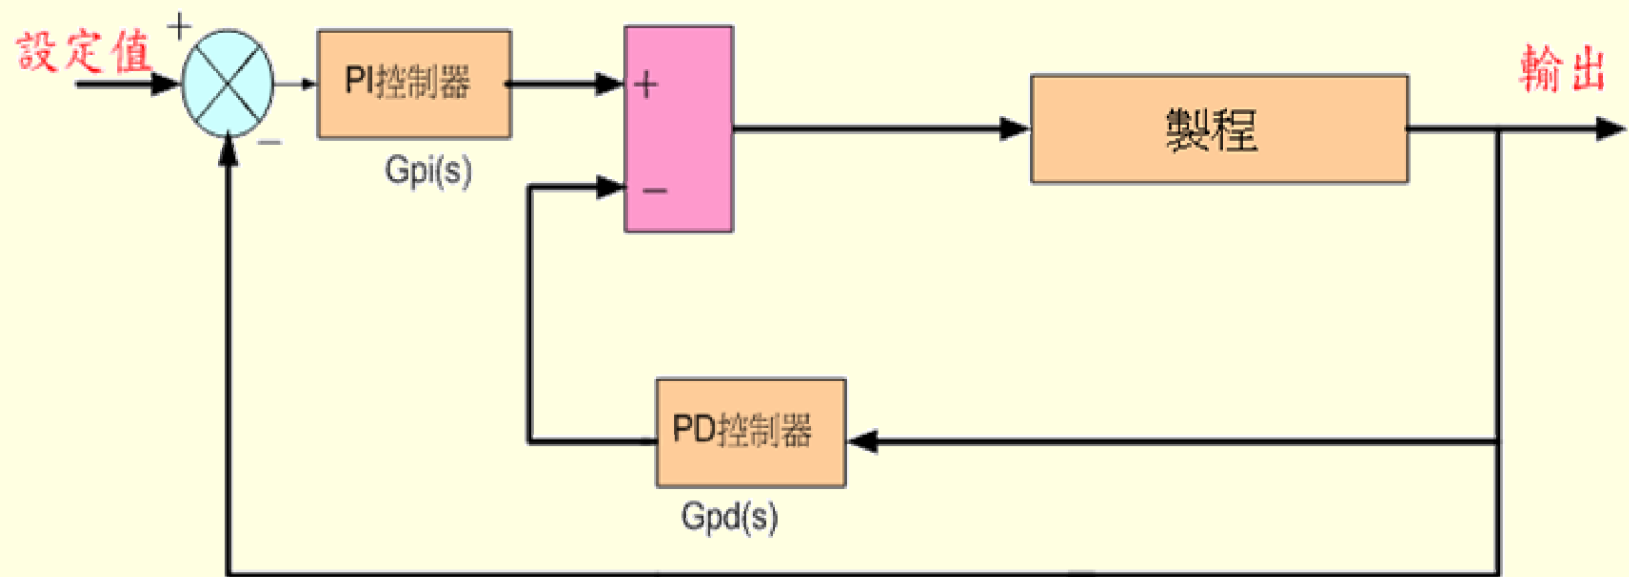 設定值
+
−
PI控制器
Gpi(s)
+
−
製程
輸出
PD控制器
Gpd(s)